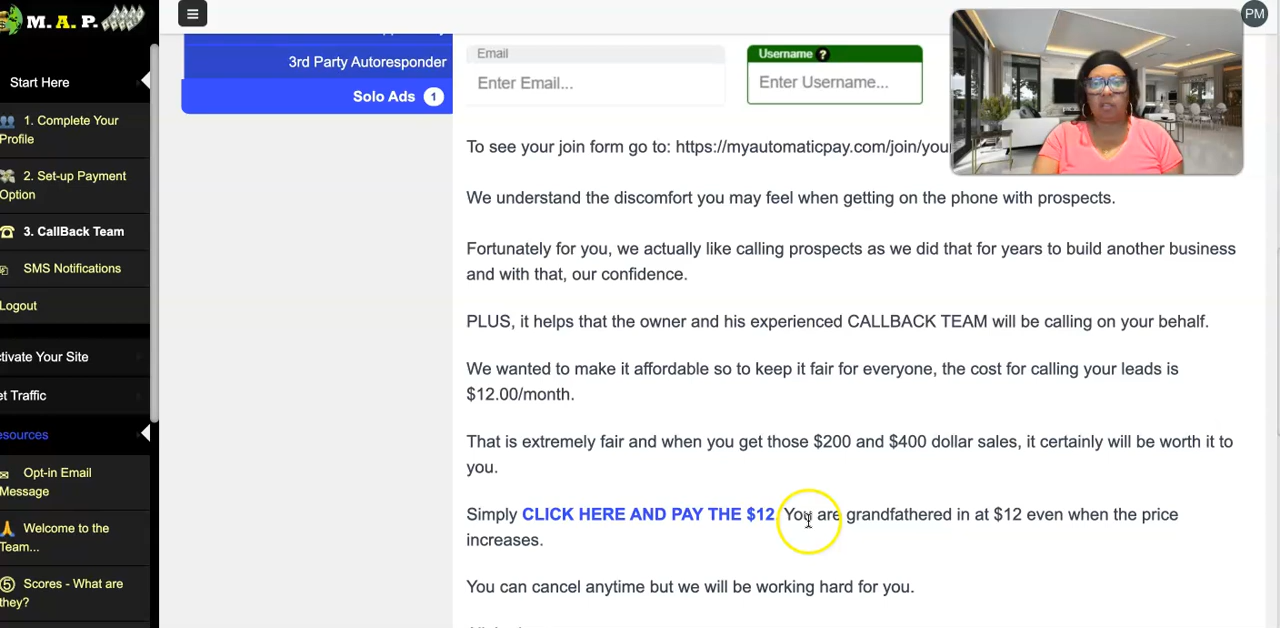 M. A. P.
PM
Start Here
1. Complete Your
Profile
2. Set-up Payment
Option
3. CallBack Team
SMS Notifications
Logout
ctivate Your Site
et Traffic
esources
Opt-in Email
Message
Welcome to the
Team...
5 Scores - What are
they?
3rd Party Autoresponder
Solo Ads 1
Email
Enter Email...
Username ?
Enter Username...
To see your join form go to: https://myautomaticpay.com/join/you
We understand the discomfort you may feel when getting on the phone with prospects.
Fortunately for you, we actually like calling prospects as we did that for years to build another business
and with that, our confidence.
PLUS, it helps that the owner and his experienced CALLBACK TEAM will be calling on your behalf.
We wanted to make it affordable so to keep it fair for everyone, the cost for calling your leads is
$12.00/month.
That is extremely fair and when you get those $200 and $400 dollar sales, it certainly will be worth it to
you.
Simply CLICK HERE AND PAY THE $12 You are grandfathered in at $12 even when the price
increases.
You can cancel anytime but we will be working hard for you.